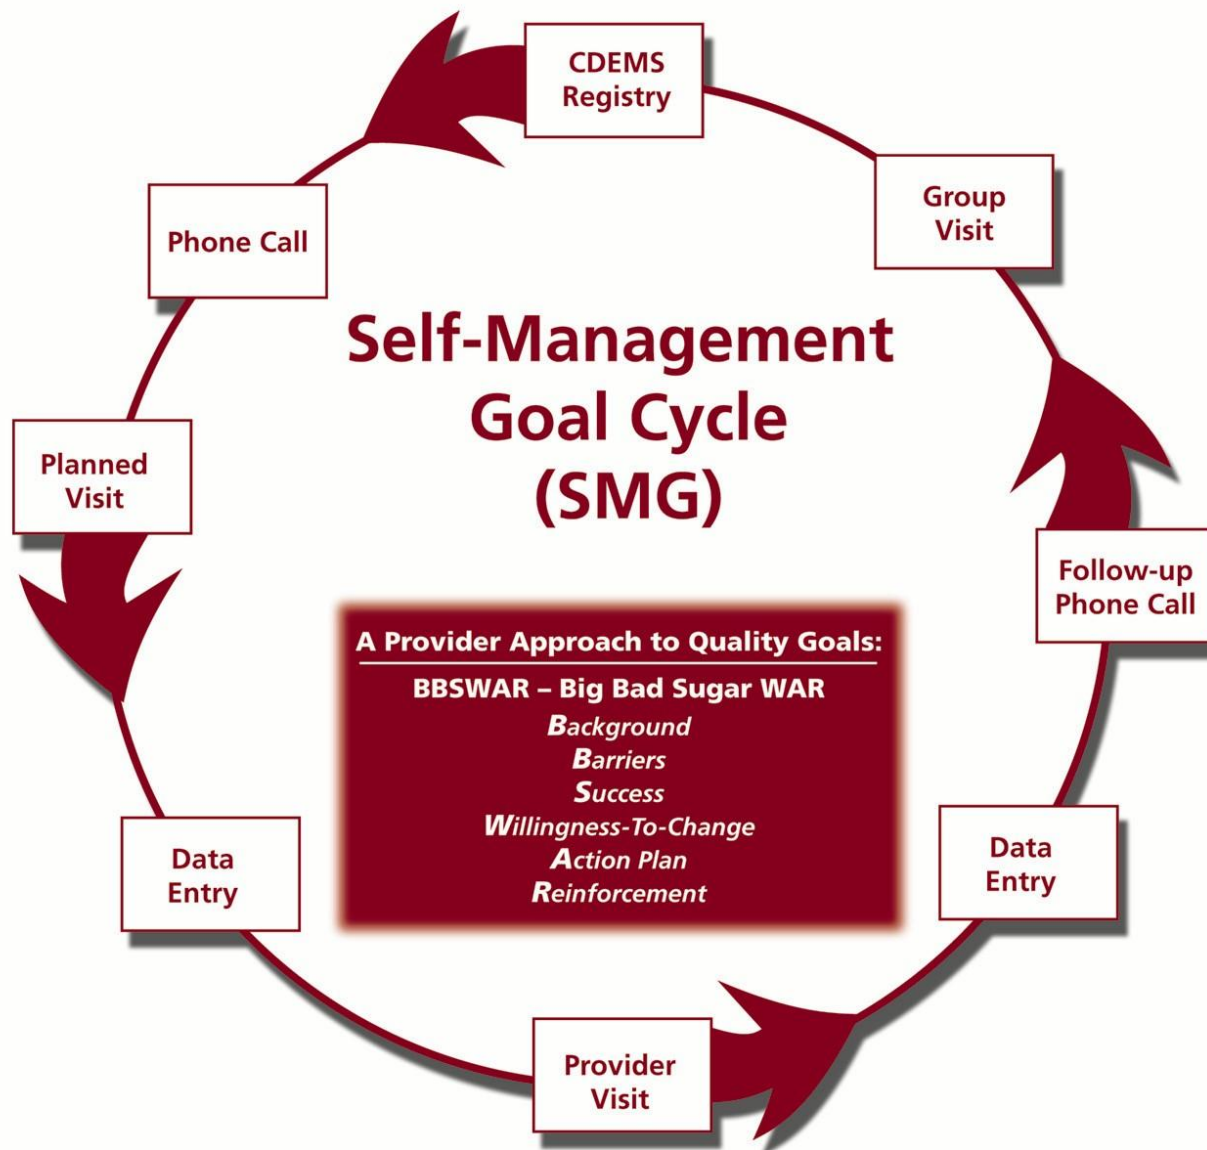 CDEMS
Registry
Group
Visit
Phone Call
Self-Management
Goal Cycle
(SMG)
Planned
Visit
Follow-up
Phone Call
A Provider Approach to Quality Goals:
BBSWAR – Big Bad Sugar WAR
Background
Barriers
Success
Willingness-To-Change
Action Plan
Reinforcement
Data
Entry
Data
Entry
Provider
Visit